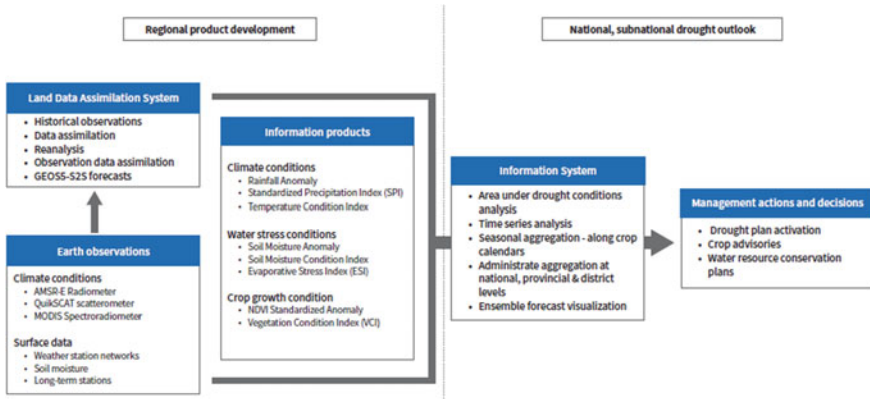 Regional product development
National, subnational drought outlook
Land Data Assimilation System
• Historical observations
• Data assimilation
• Reanalysis
• Observation data assimilation
• GEOS5-S2S forecasts
Earth observations
Climate conditions
• AMSR-E Radiometer
• QuikSCAT scatterometer
• MODIS Spectroradiometer
Surface data
• Weather station networks
• Soil moisture
• Long-term stations
Information products
Climate conditions
• Rainfall Anomaly
• Standardized Precipitation Index (SPI)
• Temperature Condition Index
Water stress conditions
• Soil Moisture Anomaly
• Soil Moisture Condition Index
• Evaporative Stress Index (ESI)
Crop growth condition
• NDVI Standardized Anomaly
• Vegetation Condition Index (VCI)
Information System
• Area under drought conditions
analysis
• Time series analysis
• Seasonal aggregation - along crop
calendars
• Administrate aggregation at
national, provincial & district
levels
• Ensemble forecast visualization
Management actions and decisions
• Drought plan activation
• Crop advisories
• Water resource conservation
plans